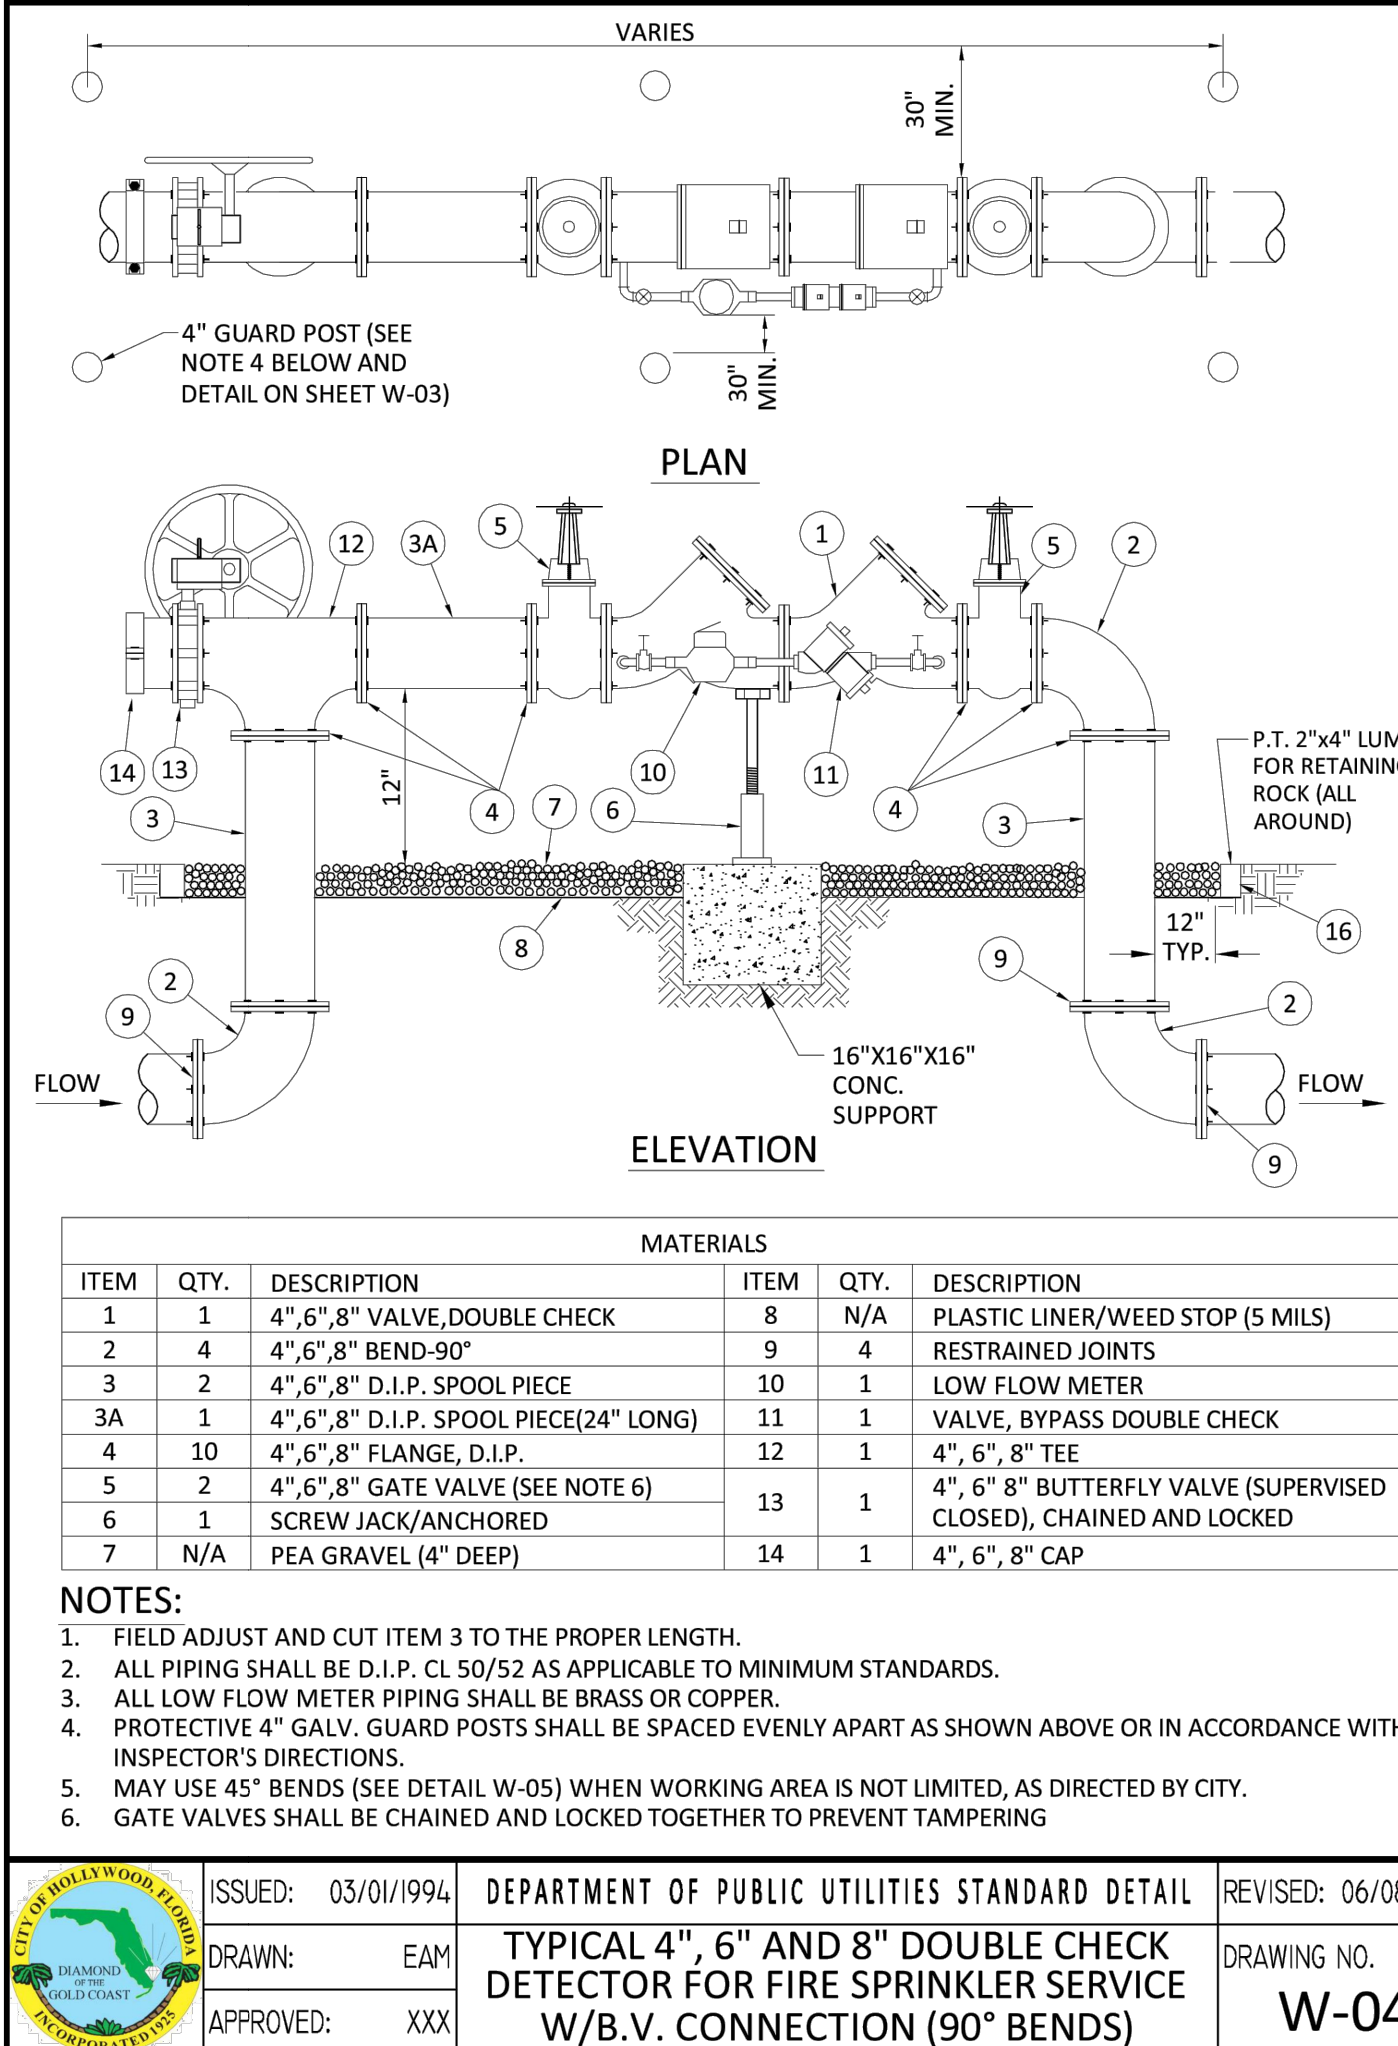 VARIES
30"
MIN.
4" GUARD POST (SEE
NOTE 4 BELOW AND
DETAIL ON SHEET W-03)
30"
MIN.
PLAN
12
3A
5
1
5
2
14
13
3
12"
4
7
6
10
11
4
3
P.T. 2"x4" LUM
FOR RETAINING
ROCK (ALL
AROUND)
8
12"
TYP.
16
2
9
9
2
FLOW
16"X16"X16"
CONC.
SUPPORT
FLOW
9
ELEVATION
MATERIALS
ITEM QTY. DESCRIPTION ITEM QTY. DESCRIPTION
1 1 4",6",8" VALVE,DOUBLE CHECK 8 N/A PLASTIC LINER/WEED STOP (5 MILS)
2 4 4",6",8" BEND-90° 9 4 RESTRAINED JOINTS
3 2 4",6",8" D.I.P. SPOOL PIECE 10 1 LOW FLOW METER
3A 1 4",6",8" D.I.P. SPOOL PIECE(24" LONG) 11 1 VALVE, BYPASS DOUBLE CHECK
4 10 4",6",8" FLANGE, D.I.P. 12 1 4", 6", 8" TEE
5 2 4",6",8" GATE VALVE (SEE NOTE 6) 13 1 4", 6" 8" BUTTERFLY VALVE (SUPERVISED
6 1 SCREW JACK/ANCHORED CLOSED), CHAINED AND LOCKED
7 N/A PEA GRAVEL (4" DEEP) 14 1 4", 6", 8" CAP
NOTES:
1. FIELD ADJUST AND CUT ITEM 3 TO THE PROPER LENGTH.
2. ALL PIPING SHALL BE D.I.P. CL 50/52 AS APPLICABLE TO MINIMUM STANDARDS.
3. ALL LOW FLOW METER PIPING SHALL BE BRASS OR COPPER.
4. PROTECTIVE 4" GALV. GUARD POSTS SHALL BE SPACED EVENLY APART AS SHOWN ABOVE OR IN ACCORDANCE WITH
INSPECTOR'S DIRECTIONS.
5. MAY USE 45° BENDS (SEE DETAIL W-05) WHEN WORKING AREA IS NOT LIMITED, AS DIRECTED BY CITY.
6. GATE VALVES SHALL BE CHAINED AND LOCKED TOGETHER TO PREVENT TAMPERING
CITY OF HOLLYWOOD, FLORIDA
DIAMOND
OF THE
GOLD COAST
INCORPORATED 1925
ISSUED: 03/01/1994
DRAWN: EAM
APPROVED: XXX
DEPARTMENT OF PUBLIC UTILITIES STANDARD DETAIL
TYPICAL 4", 6" AND 8" DOUBLE CHECK
DETECTOR FOR FIRE SPRINKLER SERVICE
W/B.V. CONNECTION (90° BENDS)
REVISED: 06/08
DRAWING NO.
W-04